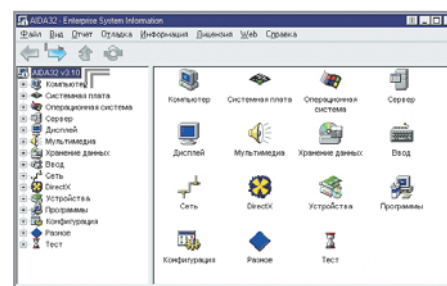 AIDA32 - Enterprise System Information
Файл Вид Отчет Отладка Информация Лицензия Web Справка
AIDA32 v3.10
Компьютер
Системная плата
Операционная система
Сервер
Дисплей
Мультимедиа
Хранение данных
Ввод
Сеть
DirectX
Устройства
Программы
Конфигурация
Разное
Тест
Компьютер
Системная плата
Операционная система
Сервер
Дисплей
Мультимедиа
Хранение данных
Ввод
Сеть
DirectX
Устройства
Программы
Конфигурация
Разное
Тест